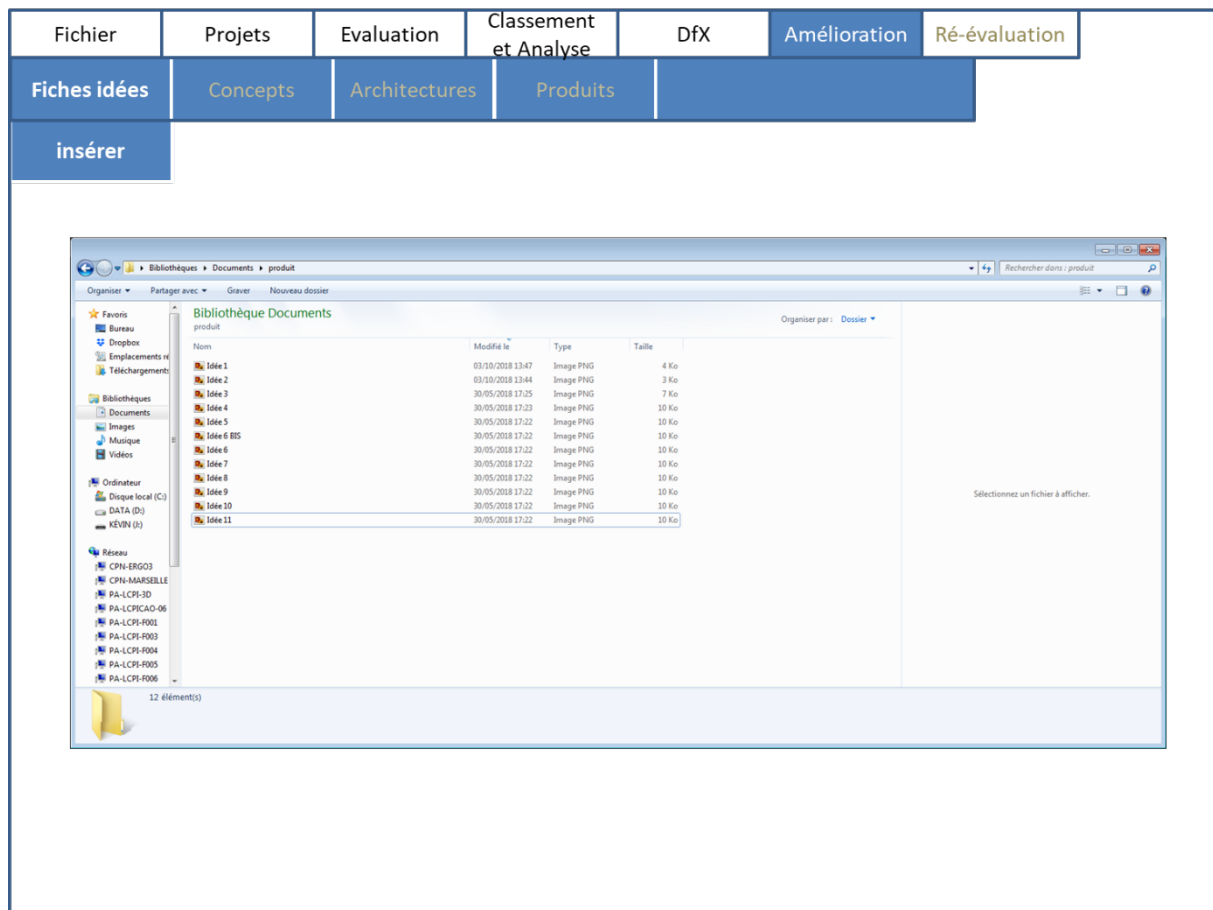 Fichier Projets Evaluation Classement et Analyse DfX Amélioration Ré-évaluation
Fiches idées Concepts Architectures Produits
insérer
Bibliothèques Documents produit Rechercher dans : produit
Organiser Partager avec Graver Nouveau dossier
Favoris
Bureau
Dropbox
Emplacements ré
Téléchargements
Bibliothèques
Documents
Images
Musique
Vidéos
Ordinateur
Disque local (C:)
DATA (D:)
KÉVIN (J:)
Réseau
CPN-ERGO3
CPN-MARSEILLE
PA-LCPI-3D
PA-LCPICAO-06
PA-LCPI-F001
PA-LCPI-F003
PA-LCPI-F004
PA-LCPI-F005
PA-LCPI-F006
Bibliothèque Documents
produit
Organiser par : Dossier
Nom Modifié le Type Taille
Idée 1 03/10/2018 13:47 Image PNG 4 Ko
Idée 2 03/10/2018 13:44 Image PNG 3 Ko
Idée 3 30/05/2018 17:25 Image PNG 7 Ko
Idée 4 30/05/2018 17:23 Image PNG 10 Ko
Idée 5 30/05/2018 17:22 Image PNG 10 Ko
Idée 6 BIS 30/05/2018 17:22 Image PNG 10 Ko
Idée 6 30/05/2018 17:22 Image PNG 10 Ko
Idée 7 30/05/2018 17:22 Image PNG 10 Ko
Idée 8 30/05/2018 17:22 Image PNG 10 Ko
Idée 9 30/05/2018 17:22 Image PNG 10 Ko
Idée 10 30/05/2018 17:22 Image PNG 10 Ko
Idée 11 30/05/2018 17:22 Image PNG 10 Ko
Sélectionnez un fichier à afficher.
12 élément(s)